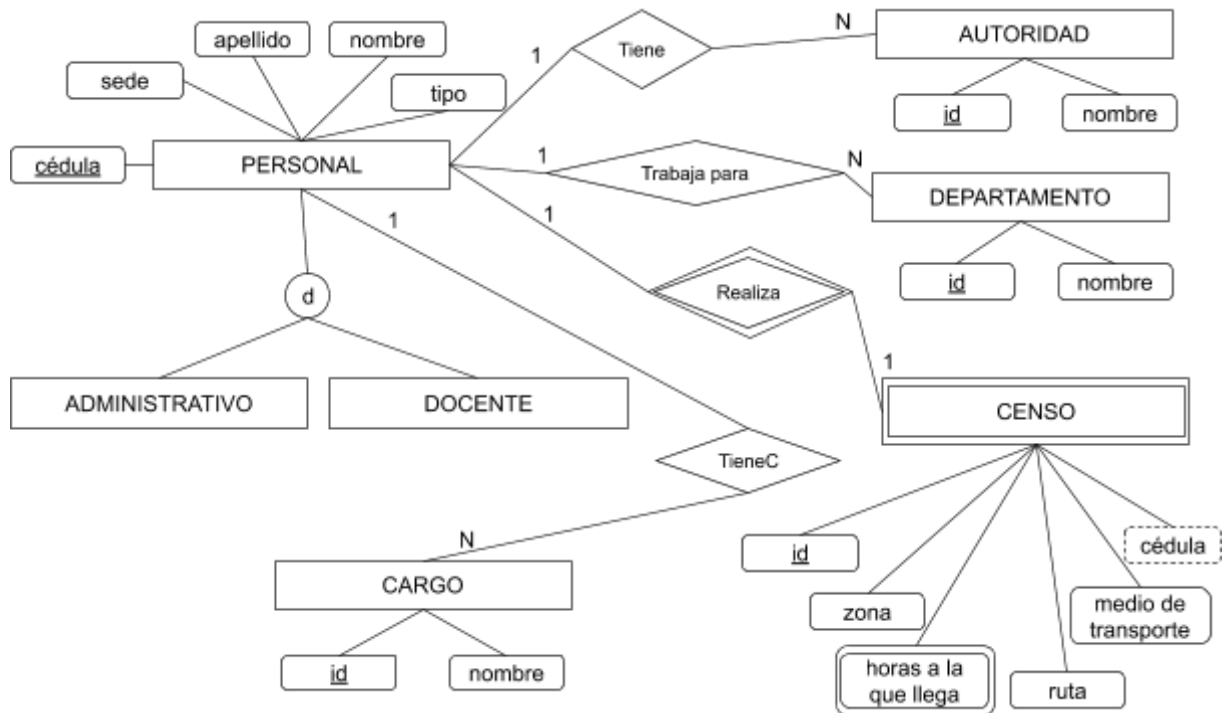 apellido
nombre
sede
tipo
cédula
PERSONAL
1
Tiene
N
AUTORIDAD
id
nombre
1
Trabaja para
N
DEPARTAMENTO
id
nombre
1
Realiza
1
CENSO
id
zona
horas a la
que llega
ruta
medio de
transporte
cédula
d
ADMINISTRATIVO
DOCENTE
1
TieneC
N
CARGO
id
nombre